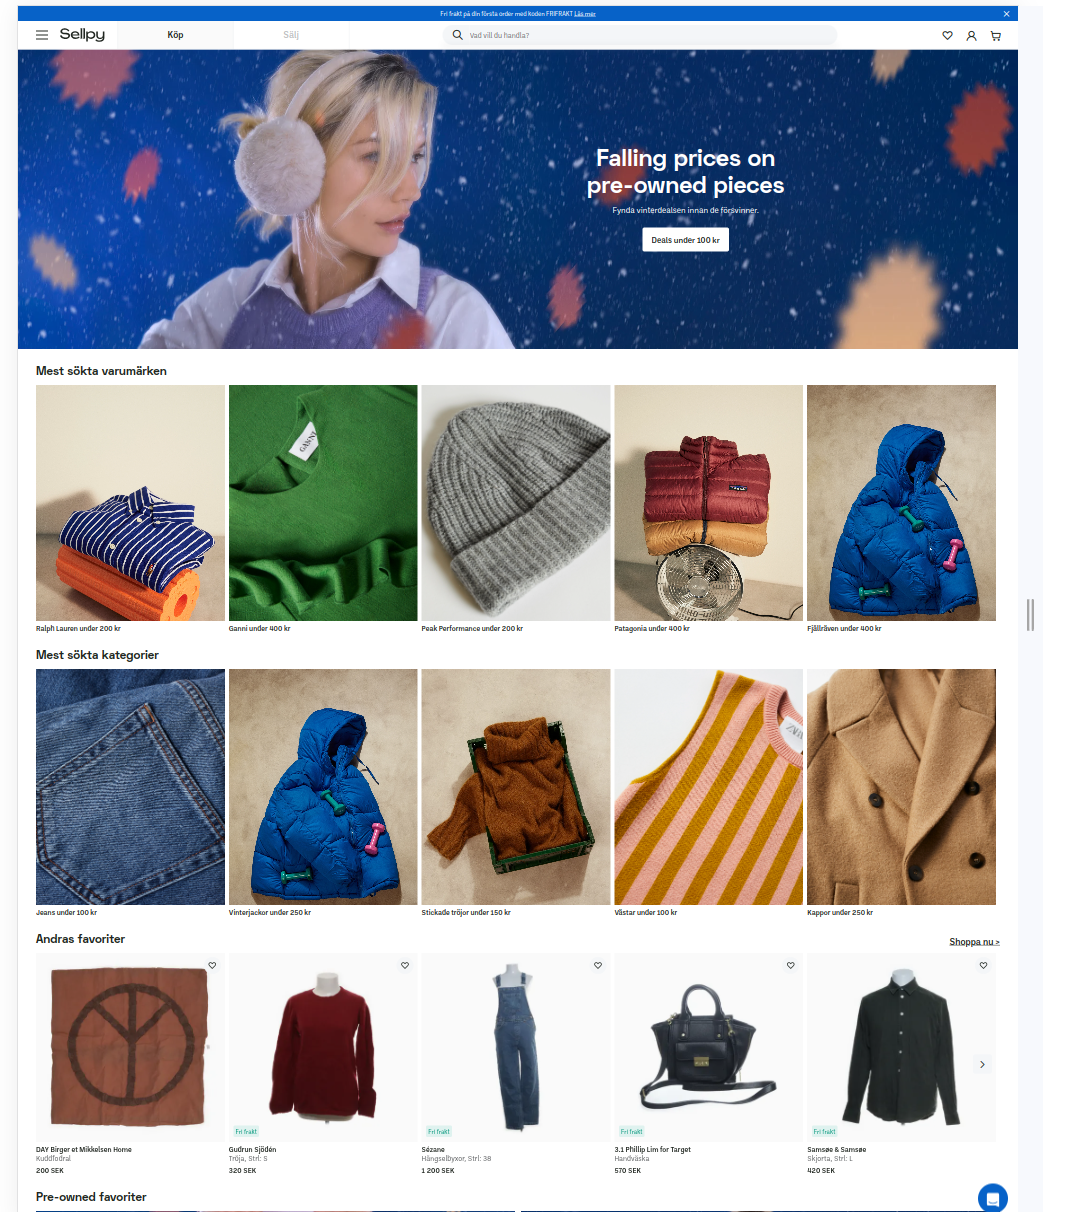 Fri frakt på din första order med koden FRIFRAKT Läs mer
Sellpy
Köp
Sälj
Vad vill du handla?
Falling prices on
pre-owned pieces
Fynda vinterdealsen innan de försvinner.
Deals under 100 kr
Mest sökta varumärken
GANNI
Ralph Lauren under 200 kr
Ganni under 400 kr
Peak Performance under 200 kr
Patagonia under 400 kr
Fjällräven under 400 kr
Mest sökta kategorier
Jeans under 100 kr
Vinterjackor under 250 kr
Stickade tröjor under 150 kr
Västar under 100 kr
Kappor under 250 kr
Andras favoriter
Shoppa nu >
Fri frakt
Fri frakt
Fri frakt
Fri frakt
DAY Birger et Mikkelsen Home
Kuddfodral
200 SEK
Gudrun Sjödén
Tröja, Strl: S
320 SEK
Sézane
Hängselbyxor, Strl: 38
1 200 SEK
3.1 Phillip Lim for Target
Handväska
570 SEK
Samsøe & Samsøe
Skjorta, Strl: L
420 SEK
Pre-owned favoriter